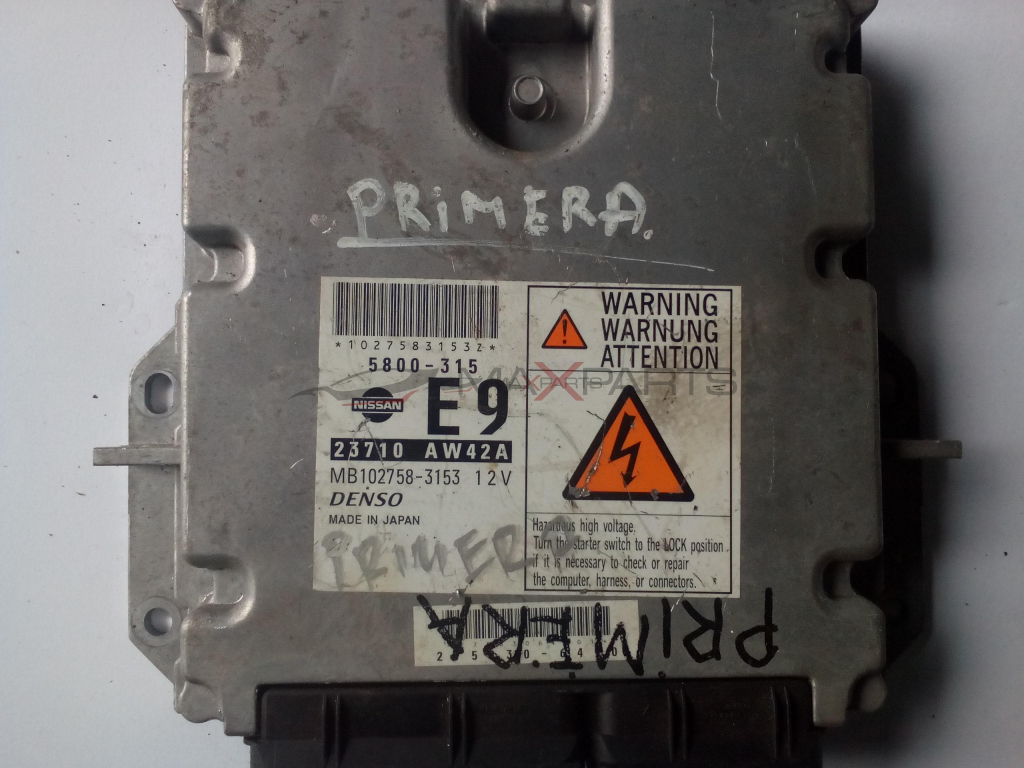 PRIMERA.
*1027583153Z*
5800-315
NISSAN
E9
23710 AW42A
MB102758-3153 12V
DENSO
MADE IN JAPAN
PRIMERA
WARNING
WARNUNG
ATTENTION
MAXPARTS
Hazardous high voltage.
Turn the starter switch to the LOCK position
if it is necessary to check or repair
the computer, harness, or connectors.
PRIMERA